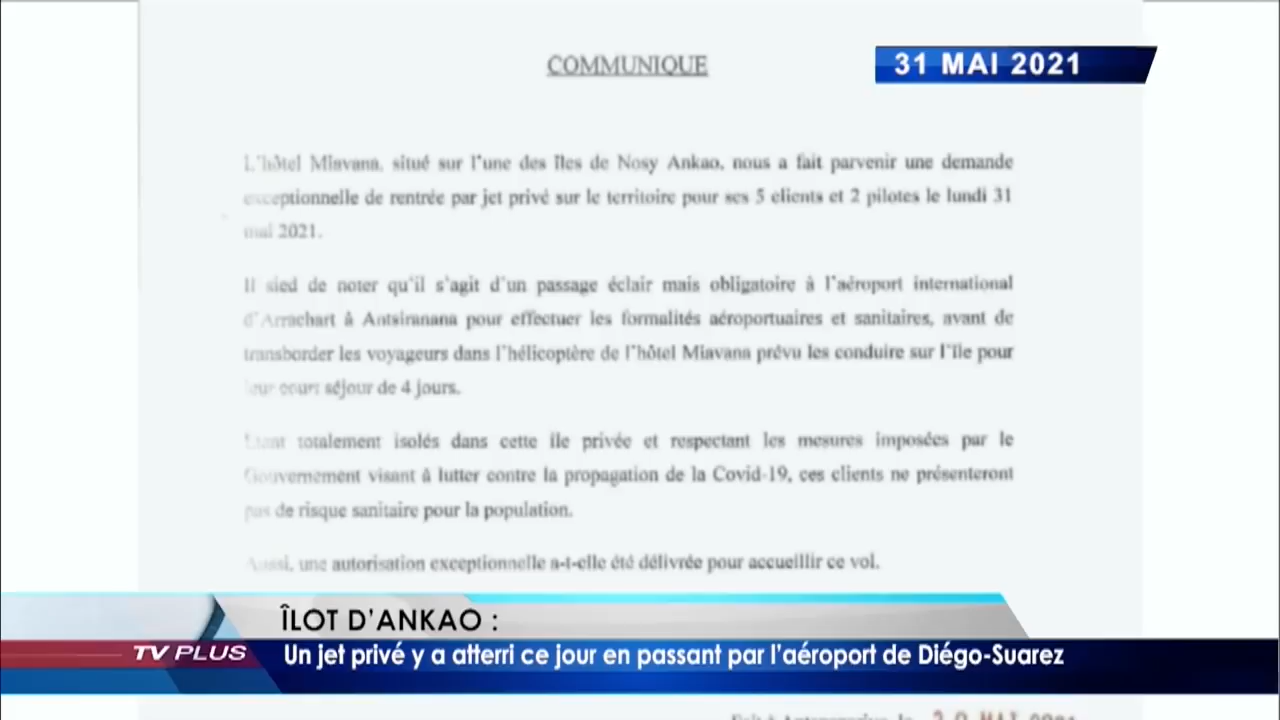 COMMUNIQUE
31 MAI 2021
L'hôtel Miavana, situé sur l'une des îles de Nosy Ankao, nous a fait parvenir une demande
exceptionnelle de rentrée par jet privé sur le territoire pour ses 5 clients et 2 pilotes le lundi 31
mai 2021.
Il sied de noter qu'il s'agit d'un passage éclair mais obligatoire à l'aéroport international
d'Arrachart à Antsiranana pour effectuer les formalités aéroportuaires et sanitaires, avant de
transborder les voyageurs dans l'hélicoptère de l'hôtel Miavana prévu les conduire sur l'île pour
leur court séjour de 4 jours.
Etant totalement isolés dans cette île privée et respectant les mesures imposées par le
Gouvernement visant à lutter contre la propagation de la Covid-19, ces clients ne présenteront
pas de risque sanitaire pour la population.
Aussi, une autorisation exceptionnelle a-t-elle été délivrée pour accueillir ce vol.
ÎLOT D'ANKAO :
TV PLUS
Un jet privé y a atterri ce jour en passant par l'aéroport de Diégo-Suarez